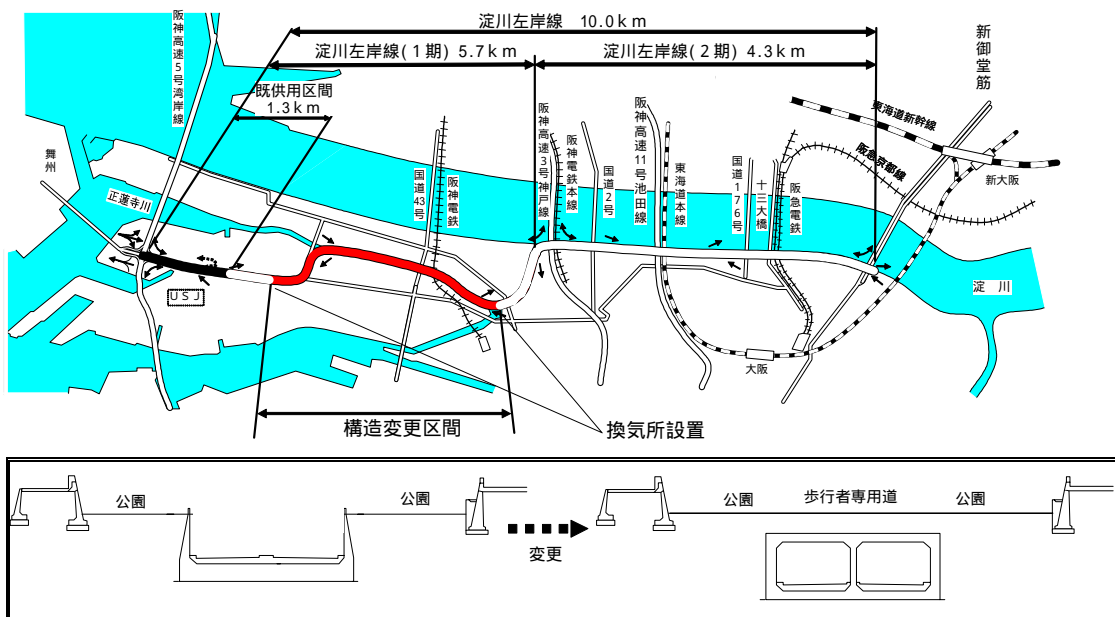 淀川左岸線 10.0km
淀川左岸線(1期) 5.7km
淀川左岸線(2期) 4.3km
既供用区間
1.3km
阪神高速5号湾岸線
新御堂筋
東海道新幹線
阪急京都線
新大阪
舞州
正蓮寺川
国道43号
阪神電鉄
阪神高速3号神戸線
阪神電鉄本線
国道2号
阪神高速11号池田線
東海道本線
国道176号
十三大橋
阪急電鉄
USJ
淀川
大阪
構造変更区間
換気所設置
公園
公園
変更
公園
歩行者専用道
公園